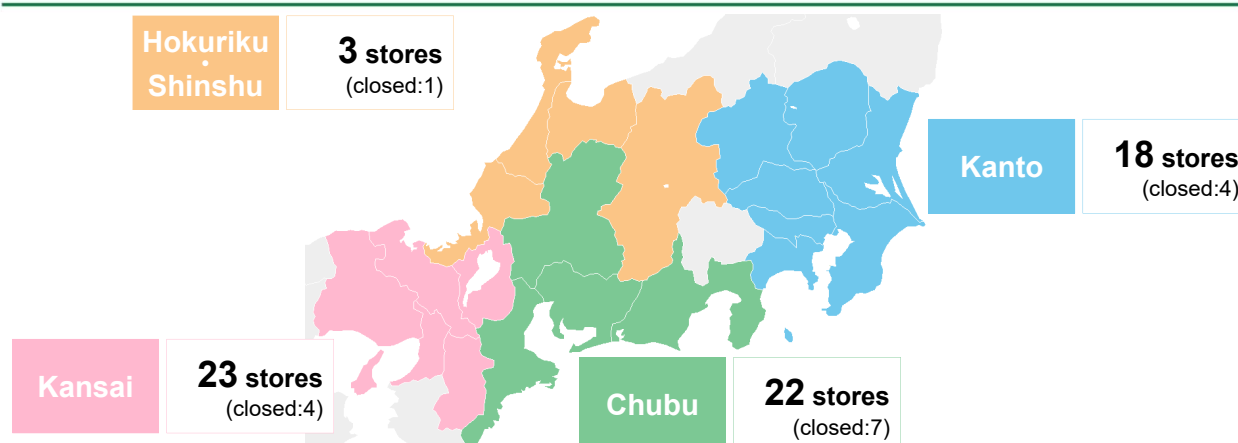 Hokuriku
・
Shinshu
3 stores
(closed:1)
Kanto
18 stores
(closed:4)
Kansai
23 stores
(closed:4)
Chubu
22 stores
(closed:7)